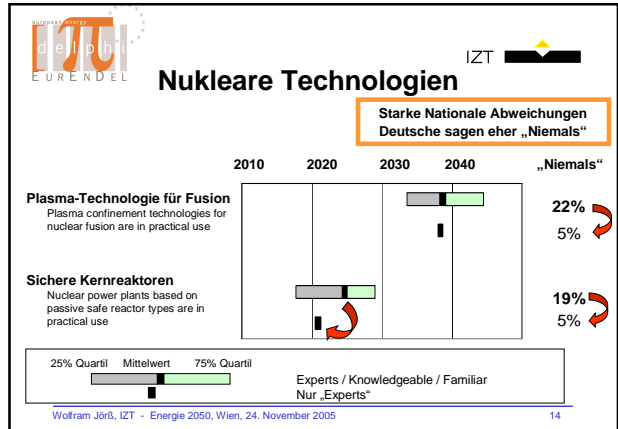 european energy
delphi
EUrEnDEl
IZT
Nukleare Technologien
Starke Nationale Abweichungen
Deutsche sagen eher „Niemals“
2010 2020 2030 2040 „Niemals“
Plasma-Technologie für Fusion
Plasma confinement technologies for
nuclear fusion are in practical use
22%
5%
Sichere Kernreaktoren
Nuclear power plants based on
passive safe reactor types are in
practical use
19%
5%
25% Quartil Mittelwert 75% Quartil
Experts / Knowledgeable / Familiar
Nur „Experts“
Wolfram Jörß, IZT - Energie 2050, Wien, 24. November 2005 14